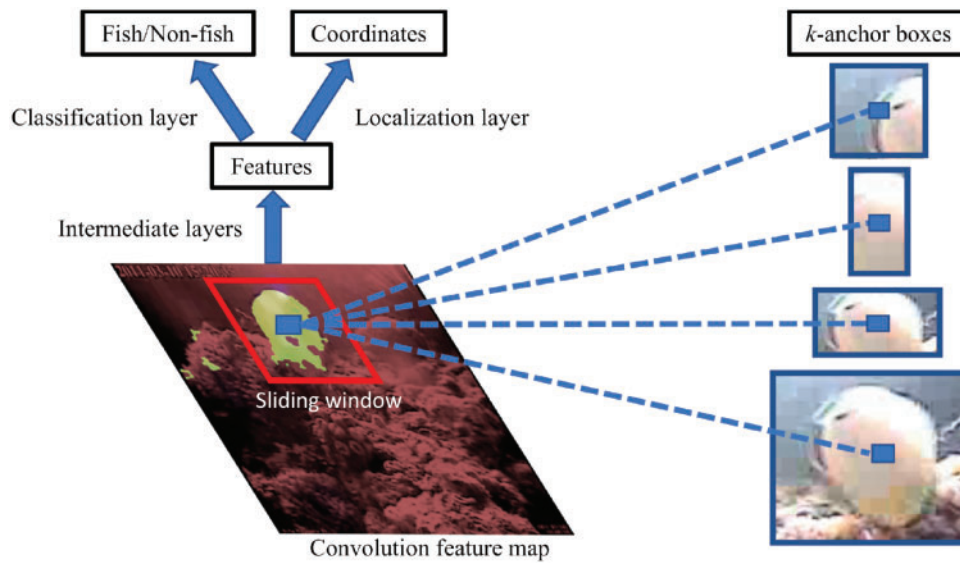 Fish/Non-fish
Coordinates
k-anchor boxes
Classification layer
Localization layer
Features
Intermediate layers
Sliding window
Convolution feature map